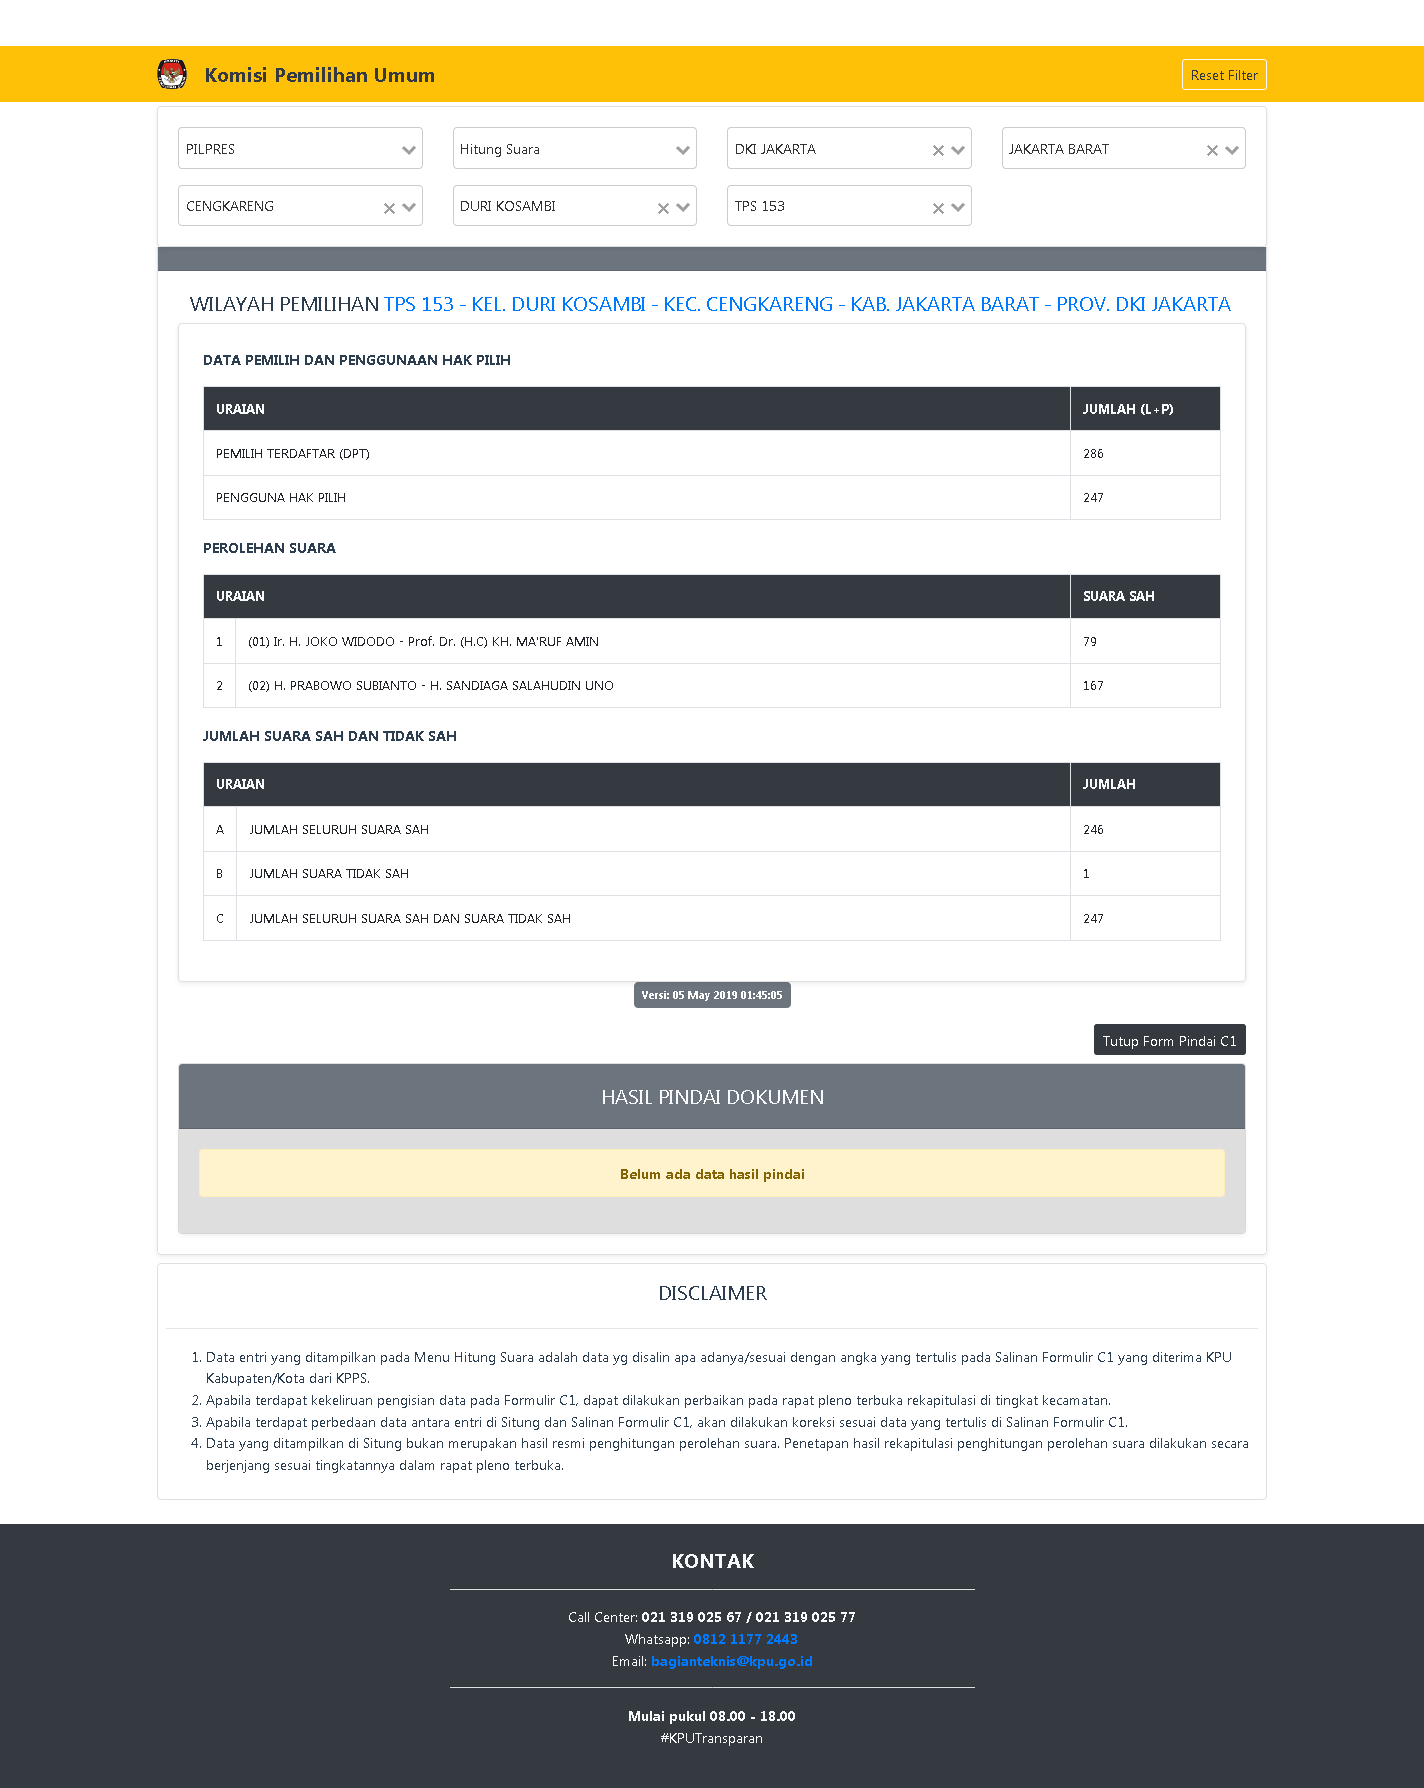 Komisi Pemilihan Umum
Reset Filter
PILPRES
Hitung Suara
DKI JAKARTA
JAKARTA BARAT
CENGKARENG
DURI KOSAMBI
TPS 153
WILAYAH PEMILIHAN TPS 153 - KEL. DURI KOSAMBI - KEC. CENGKARENG - KAB. JAKARTA BARAT - PROV. DKI JAKARTA
DATA PEMILIH DAN PENGGUNAAN HAK PILIH
URAIAN JUMLAH (L+P)
PEMILIH TERDAFTAR (DPT) 286
PENGGUNA HAK PILIH 247
PEROLEHAN SUARA
URAIAN SUARA SAH
1 (01) Ir. H. JOKO WIDODO - Prof. Dr. (H.C) KH. MA'RUF AMIN 79
2 (02) H. PRABOWO SUBIANTO - H. SANDIAGA SALAHUDIN UNO 167
JUMLAH SUARA SAH DAN TIDAK SAH
URAIAN JUMLAH
A JUMLAH SELURUH SUARA SAH 246
B JUMLAH SUARA TIDAK SAH 1
C JUMLAH SELURUH SUARA SAH DAN SUARA TIDAK SAH 247
Versi: 05 May 2019 01:45:05
Tutup Form Pindai C1
HASIL PINDAI DOKUMEN
Belum ada data hasil pindai
DISCLAIMER
1. Data entri yang ditampilkan pada Menu Hitung Suara adalah data yg disalin apa adanya/sesuai dengan angka yang tertulis pada Salinan Formulir C1 yang diterima KPU
Kabupaten/Kota dari KPPS.
2. Apabila terdapat kekeliruan pengisian data pada Formulir C1, dapat dilakukan perbaikan pada rapat pleno terbuka rekapitulasi di tingkat kecamatan.
3. Apabila terdapat perbedaan data antara entri di Situng dan Salinan Formulir C1, akan dilakukan koreksi sesuai data yang tertulis di Salinan Formulir C1.
4. Data yang ditampilkan di Situng bukan merupakan hasil resmi penghitungan perolehan suara. Penetapan hasil rekapitulasi penghitungan perolehan suara dilakukan secara
berjenjang sesuai tingkatannya dalam rapat pleno terbuka.
KONTAK
Call Center: 021 319 025 67 / 021 319 025 77
Whatsapp: 0812 1177 2443
Email: bagianteknis@kpu.go.id
Mulai pukul 08.00 - 18.00
#KPUTransparan